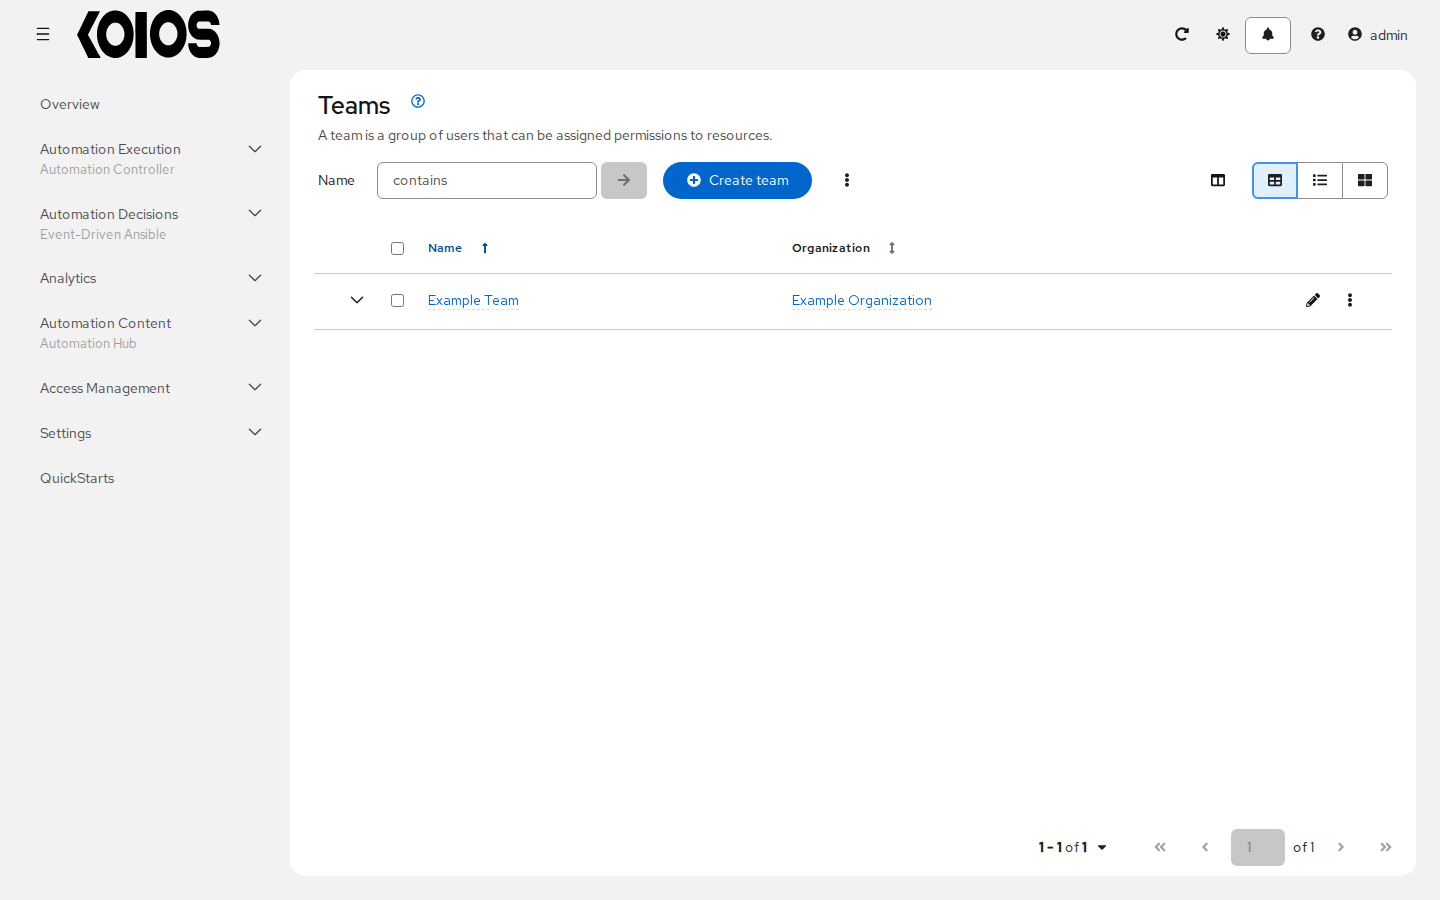 KOIOS
admin
Overview
Automation Execution
Automation Controller
Automation Decisions
Event-Driven Ansible
Analytics
Automation Content
Automation Hub
Access Management
Settings
QuickStarts
Teams
A team is a group of users that can be assigned permissions to resources.
Name
contains
Create team
Name
Organization
Example Team
Example Organization
1 - 1 of 1
1
of 1